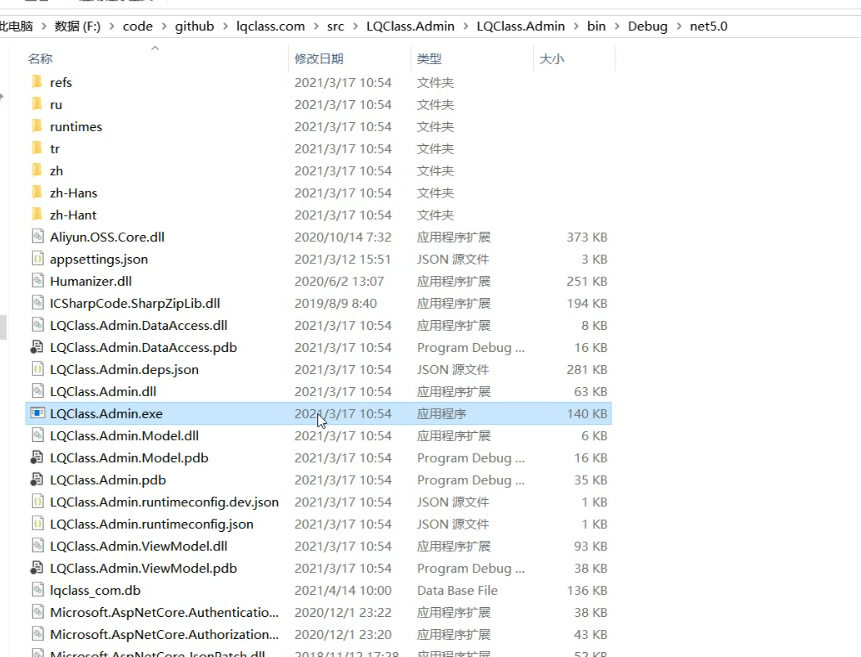 此电脑 > 数据 (F:) > code > github > lqclass.com > src > LQClass.Admin > LQClass.Admin > bin > Debug > net5.0
名称 修改日期 类型 大小
refs 2021/3/17 10:54 文件夹
ru 2021/3/17 10:54 文件夹
runtimes 2021/3/17 10:54 文件夹
tr 2021/3/17 10:54 文件夹
zh 2021/3/17 10:54 文件夹
zh-Hans 2021/3/17 10:54 文件夹
zh-Hant 2021/3/17 10:54 文件夹
Aliyun.OSS.Core.dll 2020/10/14 7:32 应用程序扩展 373 KB
appsettings.json 2021/3/12 15:51 JSON 源文件 3 KB
Humanizer.dll 2020/6/2 13:07 应用程序扩展 251 KB
ICSharpCode.SharpZipLib.dll 2019/8/9 8:40 应用程序扩展 194 KB
LQClass.Admin.DataAccess.dll 2021/3/17 10:54 应用程序扩展 8 KB
LQClass.Admin.DataAccess.pdb 2021/3/17 10:54 Program Debug ... 16 KB
LQClass.Admin.deps.json 2021/3/17 10:54 JSON 源文件 281 KB
LQClass.Admin.dll 2021/3/17 10:54 应用程序扩展 63 KB
LQClass.Admin.exe 2021/3/17 10:54 应用程序 140 KB
LQClass.Admin.Model.dll 2021/3/17 10:54 应用程序扩展 6 KB
LQClass.Admin.Model.pdb 2021/3/17 10:54 Program Debug ... 16 KB
LQClass.Admin.pdb 2021/3/17 10:54 Program Debug ... 35 KB
LQClass.Admin.runtimeconfig.dev.json 2021/3/17 10:54 JSON 源文件 1 KB
LQClass.Admin.runtimeconfig.json 2021/3/17 10:54 JSON 源文件 1 KB
LQClass.Admin.ViewModel.dll 2021/3/17 10:54 应用程序扩展 93 KB
LQClass.Admin.ViewModel.pdb 2021/3/17 10:54 Program Debug ... 38 KB
lqclass_com.db 2021/4/14 10:00 Data Base File 136 KB
Microsoft.AspNetCore.Authenticatio... 2020/12/1 23:22 应用程序扩展 38 KB
Microsoft.AspNetCore.Authorization... 2020/12/1 23:20 应用程序扩展 43 KB
Microsoft.AspNetCore.JsonPatch.dll 2018/11/12 17:28 应用程序扩展 52 KB